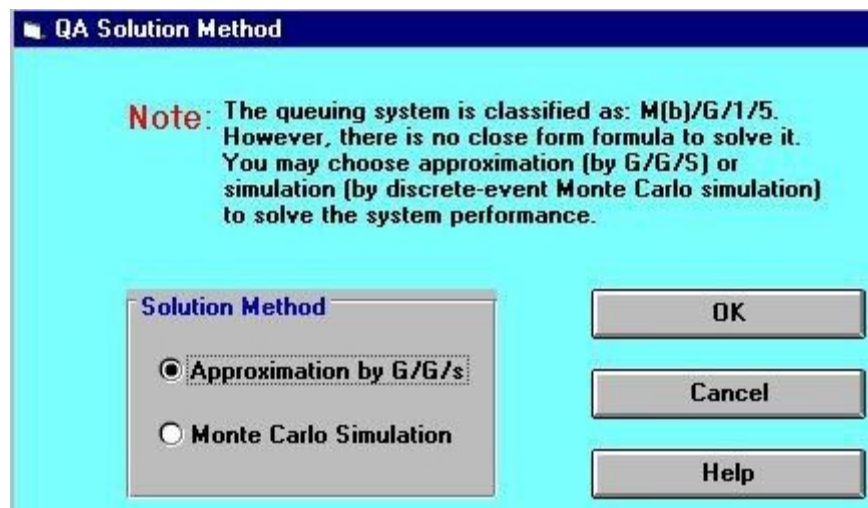 QA Solution Method
Note: The queuing system is classified as: M(b)/G/1/5.
However, there is no close form formula to solve it.
You may choose approximation (by G/G/S) or
simulation (by discrete-event Monte Carlo simulation)
to solve the system performance.
Solution Method
Approximation by G/G/s
Monte Carlo Simulation
OK
Cancel
Help